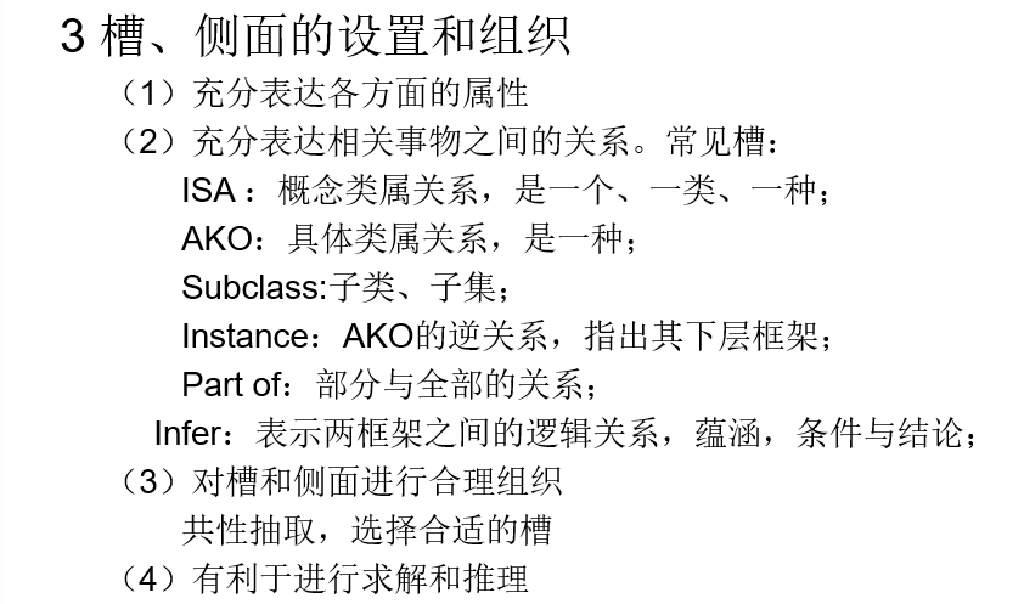 3 槽、侧面的设置和组织
（1）充分表达各方面的属性
（2）充分表达相关事物之间的关系。常见槽：
ISA：概念类属关系，是一个、一类、一种；
AKO：具体类属关系，是一种；
Subclass:子类、子集；
Instance：AKO的逆关系，指出其下层框架；
Part of：部分与全部的关系；
Infer：表示两框架之间的逻辑关系，蕴涵，条件与结论；
（3）对槽和侧面进行合理组织
共性抽取，选择合适的槽
（4）有利于进行求解和推理